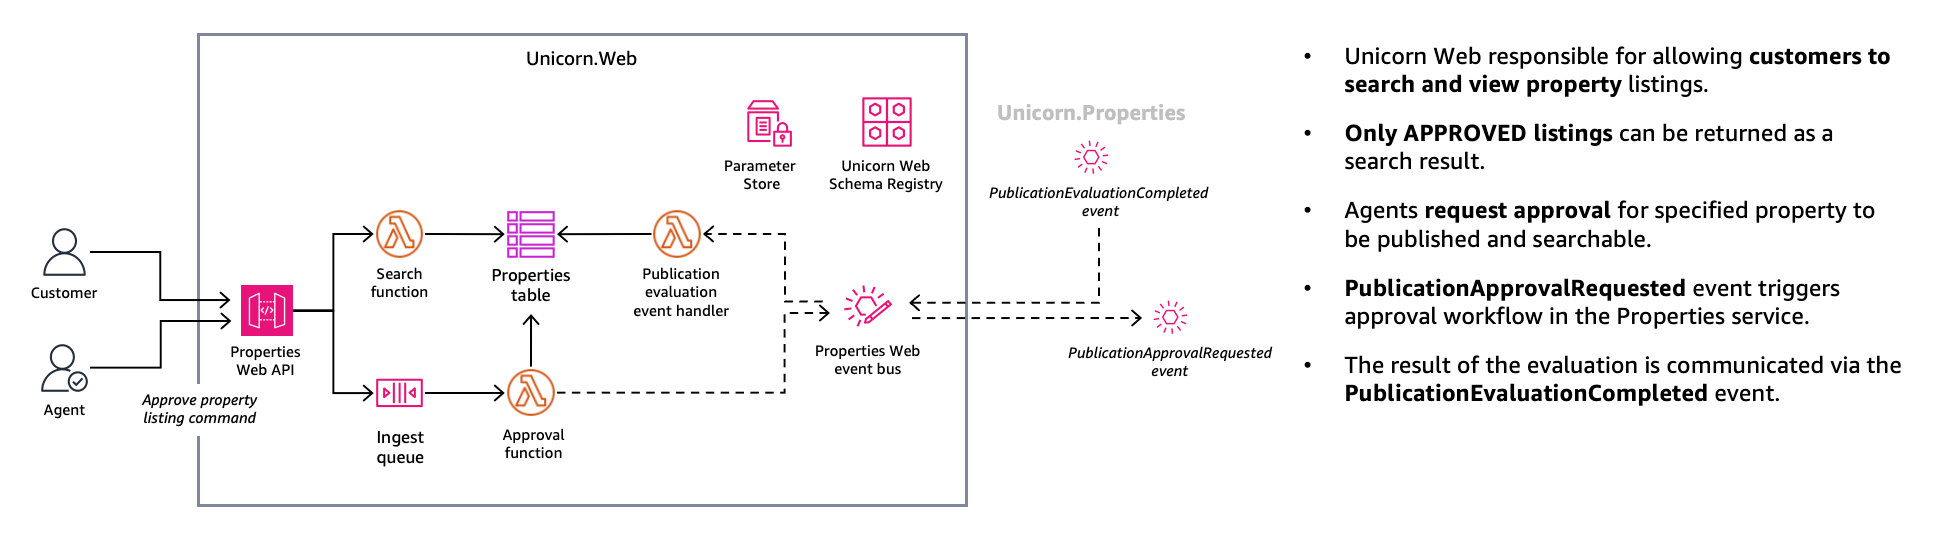 Unicorn.Web
Parameter
Store
Unicorn Web
Schema Registry
Unicorn.Properties
PublicationEvaluationCompleted
event
Customer
Search
function
Properties
table
Publication
evaluation
event handler
Properties
Web API
Properties Web
event bus
PublicationApprovalRequested
event
Agent
Approve property
listing command
Ingest
queue
Approval
function
• Unicorn Web responsible for allowing customers to
search and view property listings.
• Only APPROVED listings can be returned as a
search result.
• Agents request approval for specified property to
be published and searchable.
• PublicationApprovalRequested event triggers
approval workflow in the Properties service.
• The result of the evaluation is communicated via the
PublicationEvaluationCompleted event.